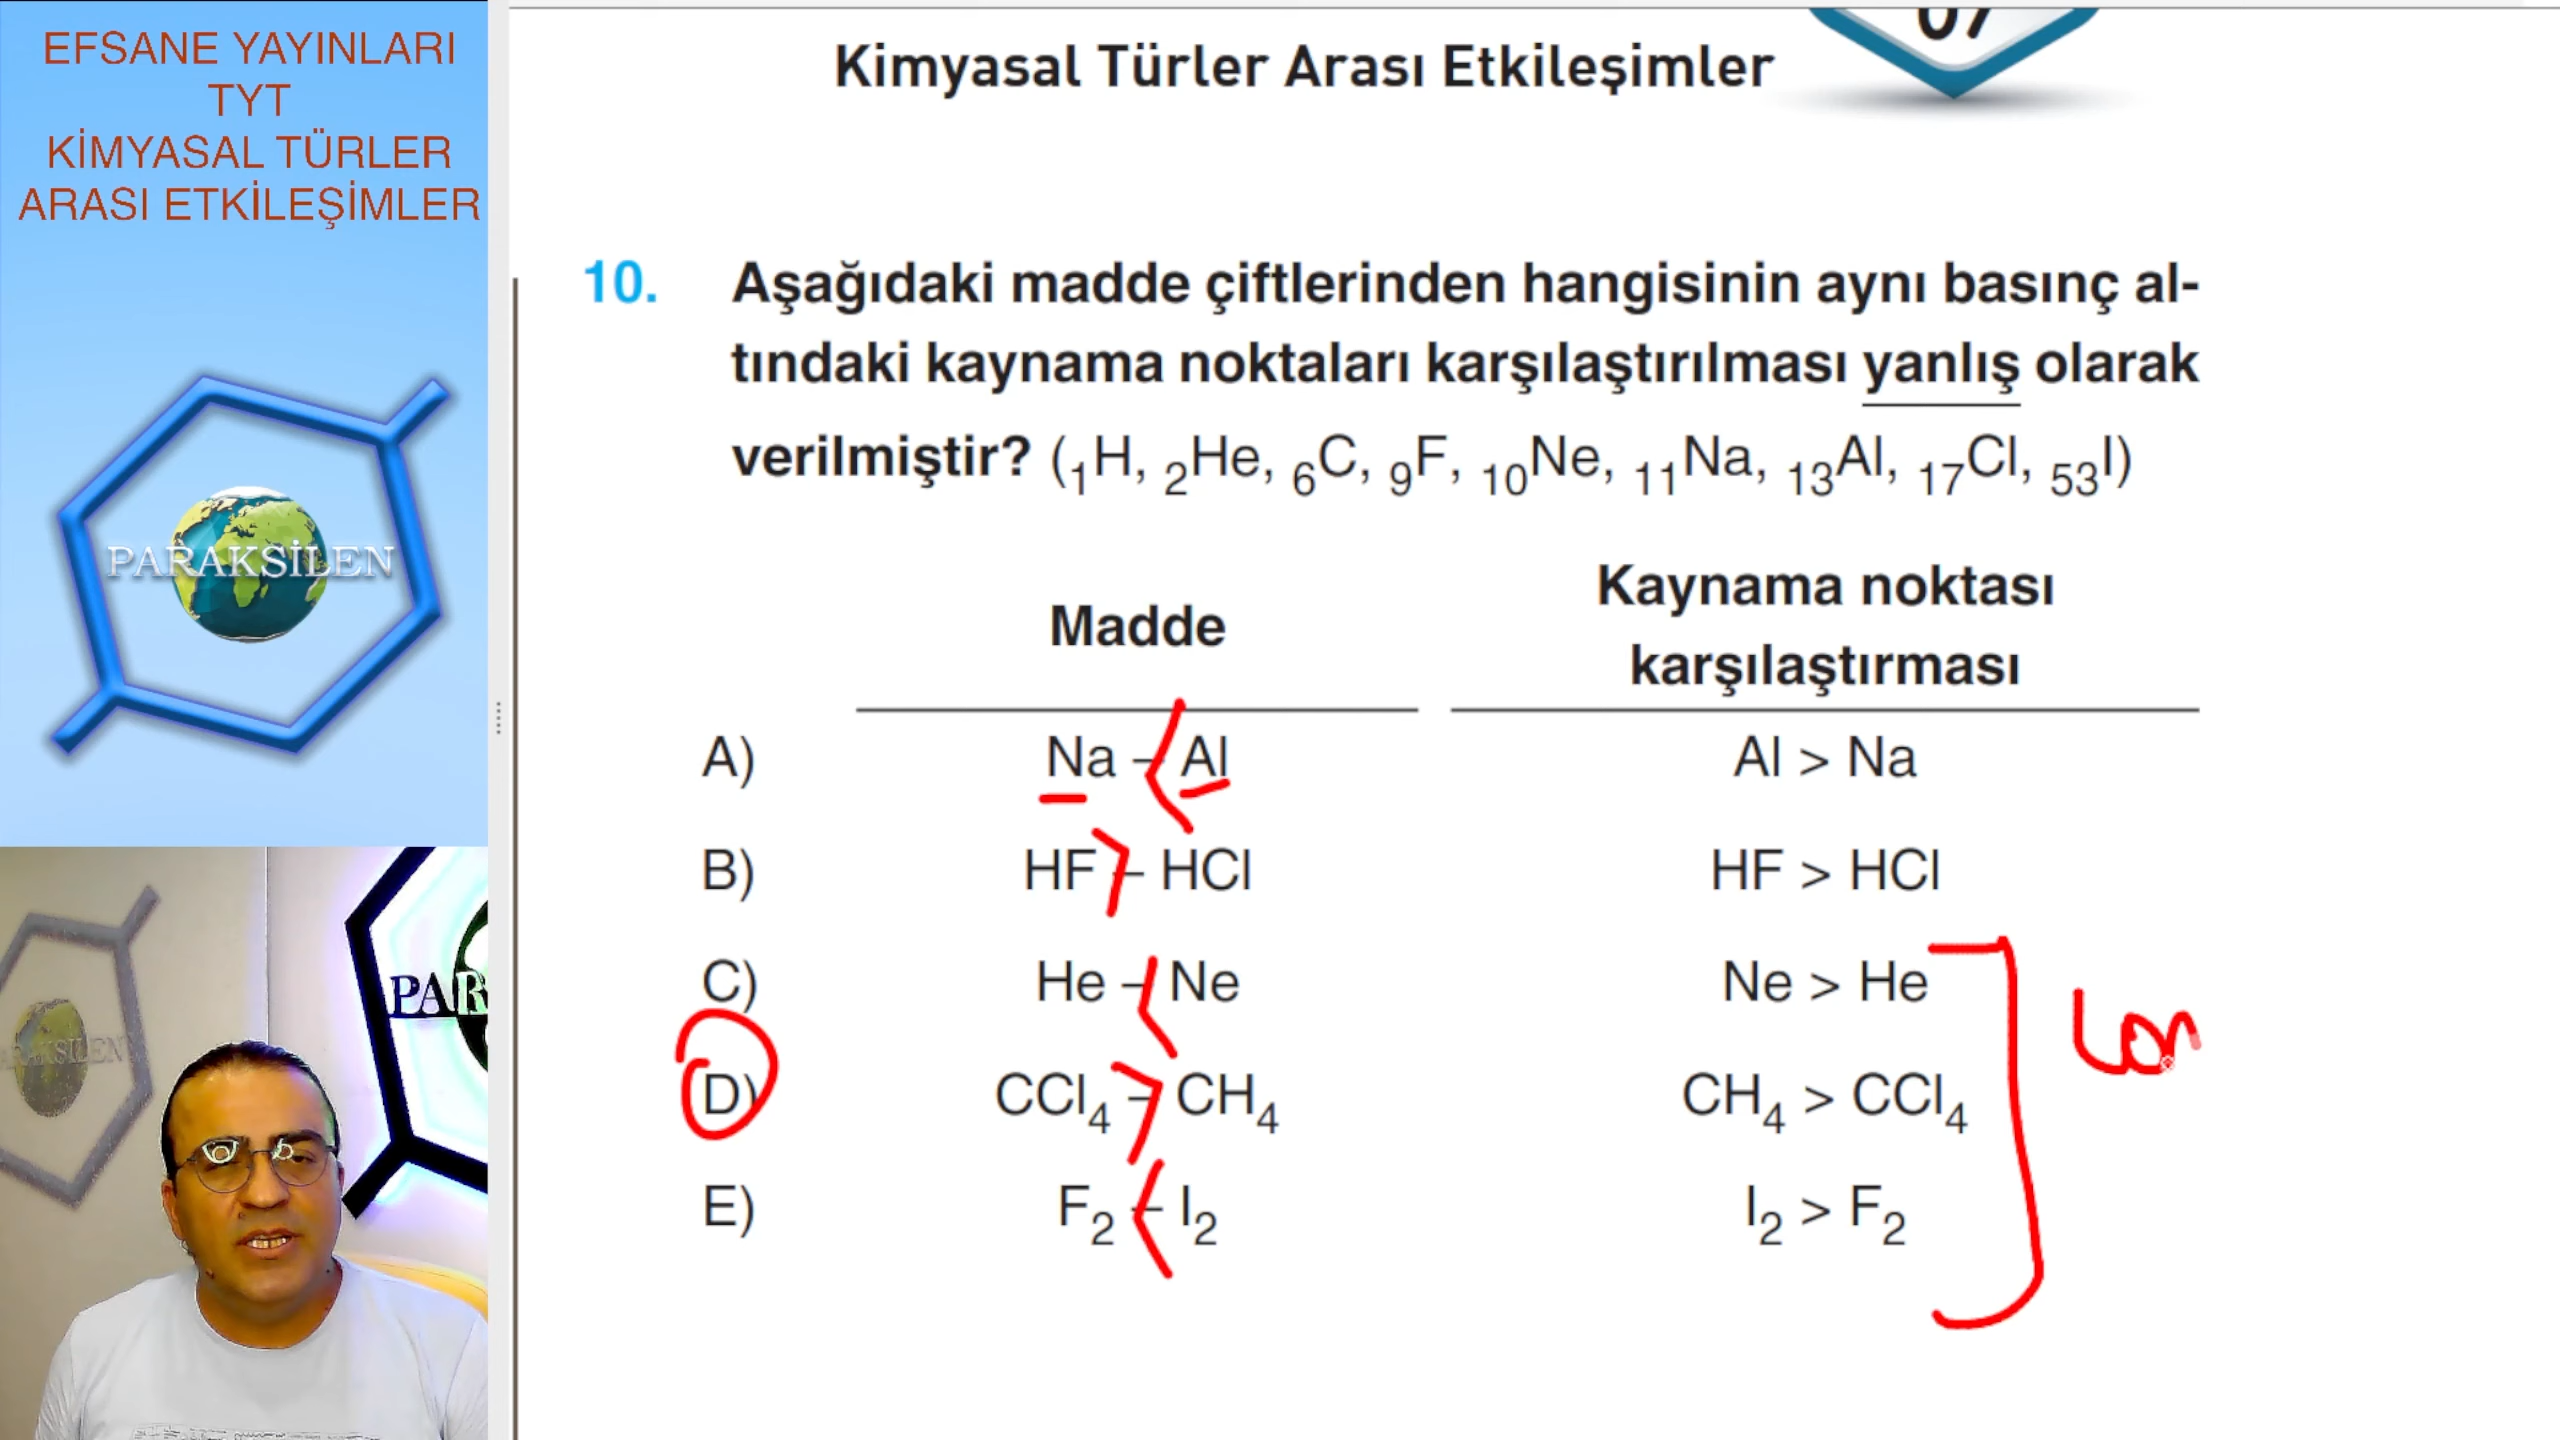 EFSANE YAYINLARI
TYT
KİMYASAL TÜRLER
ARASI ETKİLEŞİMLER
PARAKSİLEN
Kimyasal Türler Arası Etkileşimler
07
10. Aşağıdaki madde çiftlerinden hangisinin aynı basınç al-
tındaki kaynama noktaları karşılaştırılması yanlış olarak
verilmiştir? (₁H, ₂He, ₆C, ₉F, ₁₀Ne, ₁₁Na, ₁₃Al, ₁₇Cl, ₅₃I)
Madde
Kaynama noktası
karşılaştırması
A) Na – < Al Al > Na
B) HF > – HCl HF > HCl
C) He – < Ne Ne > He
D) CCl₄ – > CH₄ CH₄ > CCl₄
E) F₂ – < I₂ I₂ > F₂
Lon
PAR